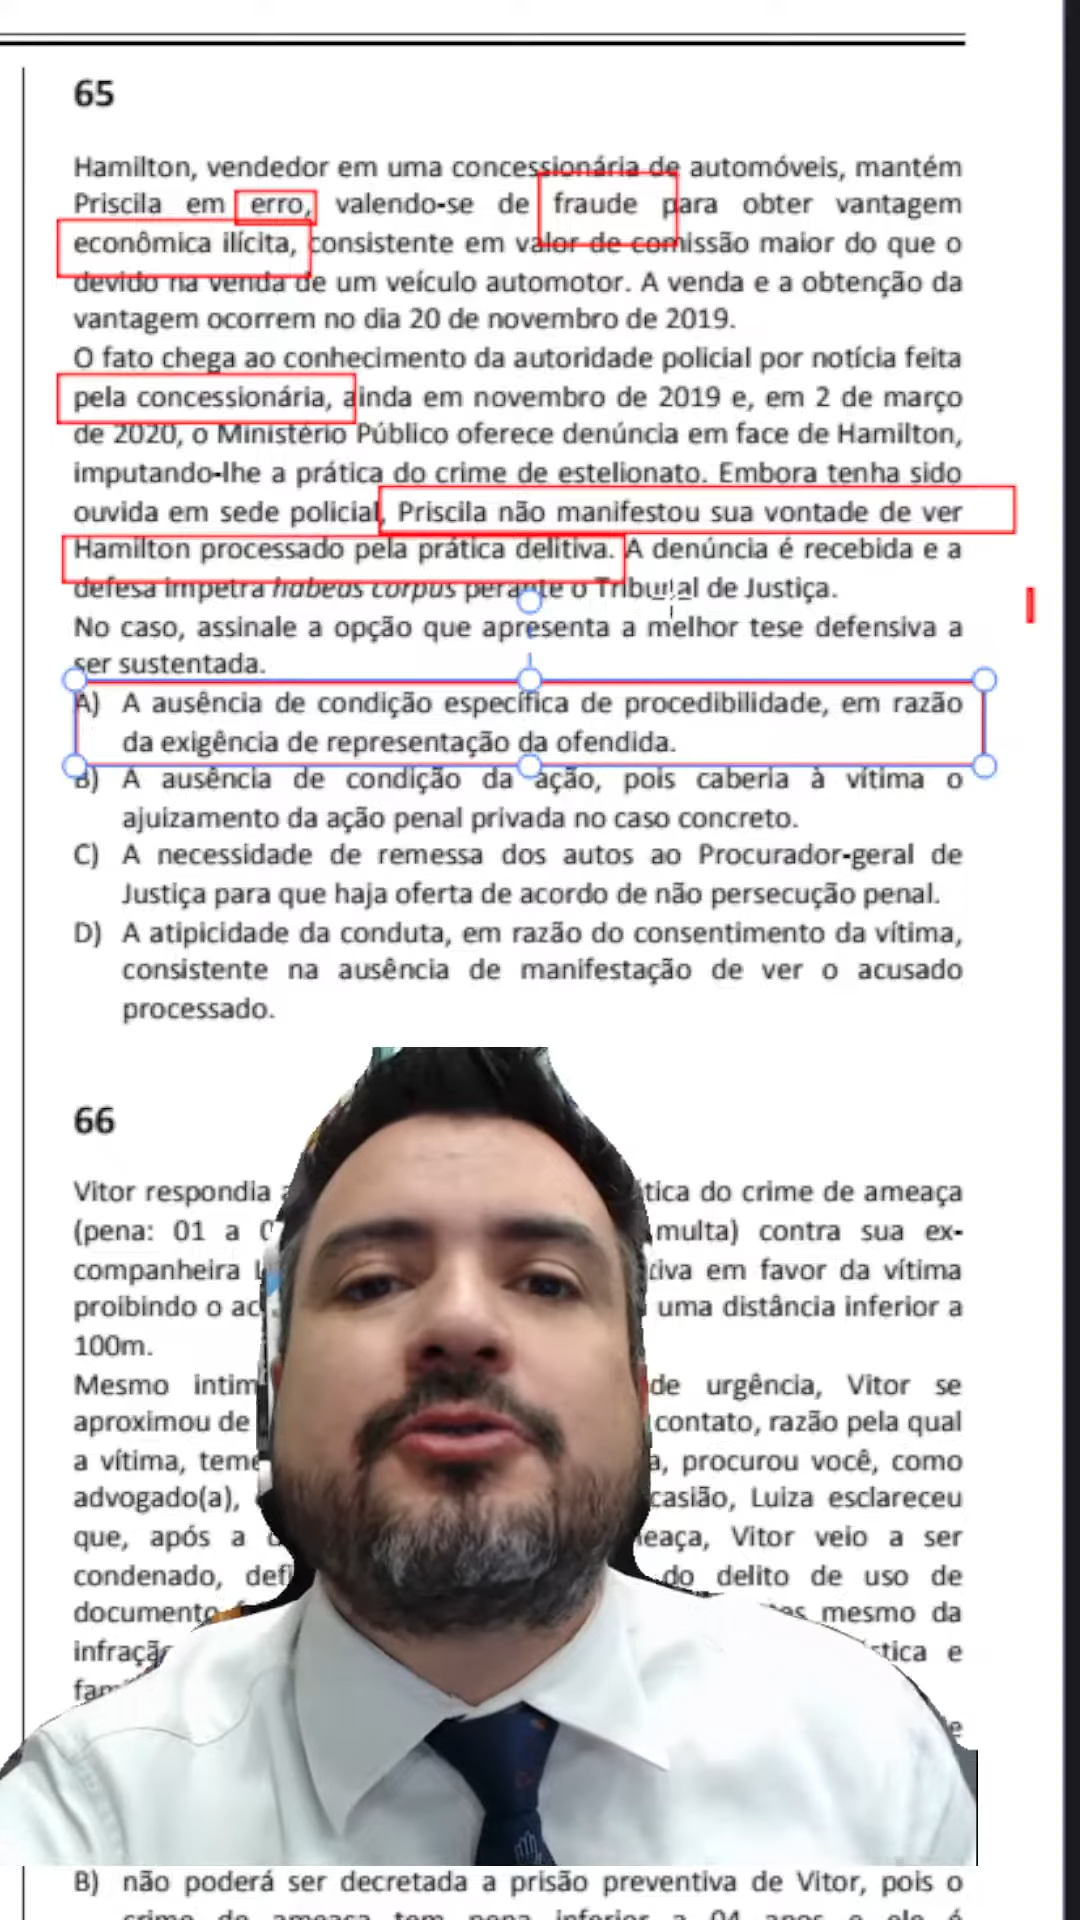 65
Hamilton, vendedor em uma concessionária de automóveis, mantém
Priscila em erro, valendo-se de fraude para obter vantagem
econômica ilícita, consistente em valor de comissão maior do que o
devido na venda de um veículo automotor. A venda e a obtenção da
vantagem ocorrem no dia 20 de novembro de 2019.
O fato chega ao conhecimento da autoridade policial por notícia feita
pela concessionária, ainda em novembro de 2019 e, em 2 de março
de 2020, o Ministério Público oferece denúncia em face de Hamilton,
imputando-lhe a prática do crime de estelionato. Embora tenha sido
ouvida em sede policial, Priscila não manifestou sua vontade de ver
Hamilton processado pela prática delitiva. A denúncia é recebida e a
defesa impetra habeas corpus perante o Tribunal de Justiça.
No caso, assinale a opção que apresenta a melhor tese defensiva a
ser sustentada.
A) A ausência de condição específica de procedibilidade, em razão
da exigência de representação da ofendida.
B) A ausência de condição da ação, pois caberia à vítima o
ajuizamento da ação penal privada no caso concreto.
C) A necessidade de remessa dos autos ao Procurador-geral de
Justiça para que haja oferta de acordo de não persecução penal.
D) A atipicidade da conduta, em razão do consentimento da vítima,
consistente na ausência de manifestação de ver o acusado
processado.
66
Vitor respondia do crime de ameaça
(pena: 01 a multa) contra sua ex-
companheira em favor da vítima
proibindo o uma distância inferior a
100m.
Mesmo de urgência, Vitor se
aproximou de contato, razão pela qual
a vítima, procurou você, como
advogado(a), Luiza esclareceu
que, após a Vitor veio a ser
condenado, do delito de uso de
documento mesmo da
e
B) não poderá ser decretada a prisão preventiva de Vitor, pois o
crime de ameaça tem pena inferior a 04 anos e ele é